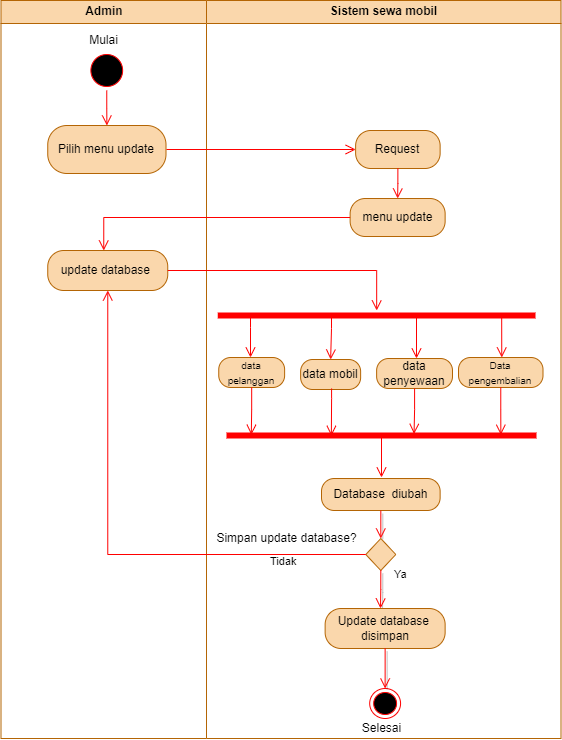 Admin
Sistem sewa mobil
Mulai
Pilih menu update
Request
menu update
update database
data
pelanggan
data mobil
data
penyewaan
Data
pengembalian
Database diubah
Simpan update database?
Tidak
Ya
Update database
disimpan
Selesai